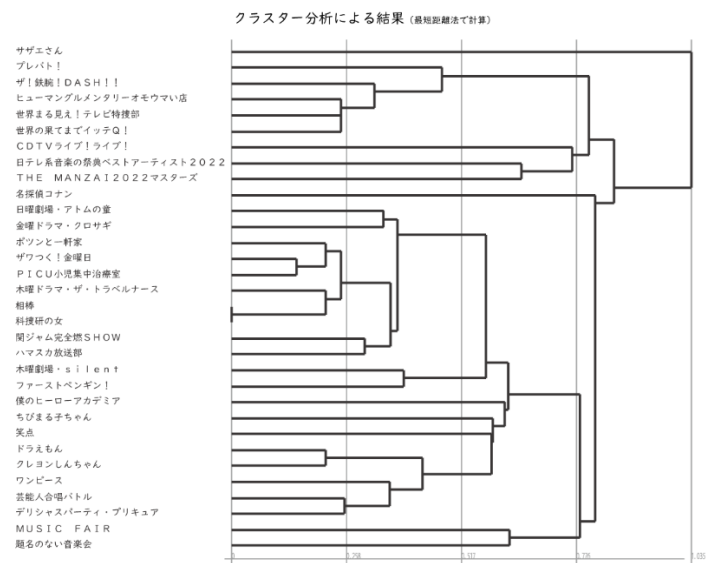 クラスター分析による結果（最短距離法で計算）
サザエさん
プレバト！
ザ！鉄腕！ＤＡＳＨ！！
ヒューマングルメンタリーオモウマい店
世界まる見え！テレビ特捜部
世界の果てまでイッテＱ！
ＣＤＴＶライブ！ライブ！
日テレ系音楽の祭典ベストアーティスト２０２２
ＴＨＥ　ＭＡＮＺＡＩ２０２２マスターズ
名探偵コナン
日曜劇場・アトムの童
金曜ドラマ・クロサギ
ポツンと一軒家
ザワつく！金曜日
ＰＩＣＵ小児集中治療室
木曜ドラマ・ザ・トラベルナース
相棒
科捜研の女
関ジャム完全燃ＳＨＯＷ
ハマスカ放送部
木曜劇場・ｓｉｌｅｎｔ
ファーストペンギン！
僕のヒーローアカデミア
ちびまる子ちゃん
笑点
ドラえもん
クレヨンしんちゃん
ワンピース
芸能人合唱バトル
デリシャスパーティ・プリキュア
ＭＵＳＩＣ　ＦＡＩＲ
題名のない音楽会